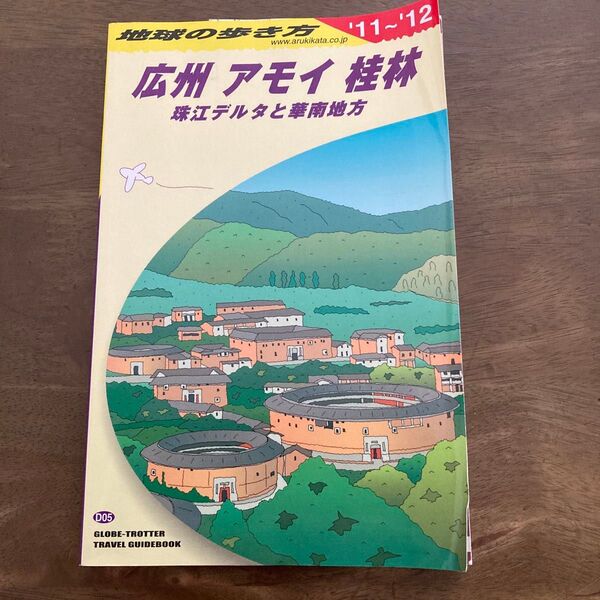 地球の歩き方
www.arukikata.co.jp
'11~'12
広州 アモイ 桂林
珠江デルタと華南地方
D05
GLOBE-TROTTER
TRAVEL GUIDEBOOK